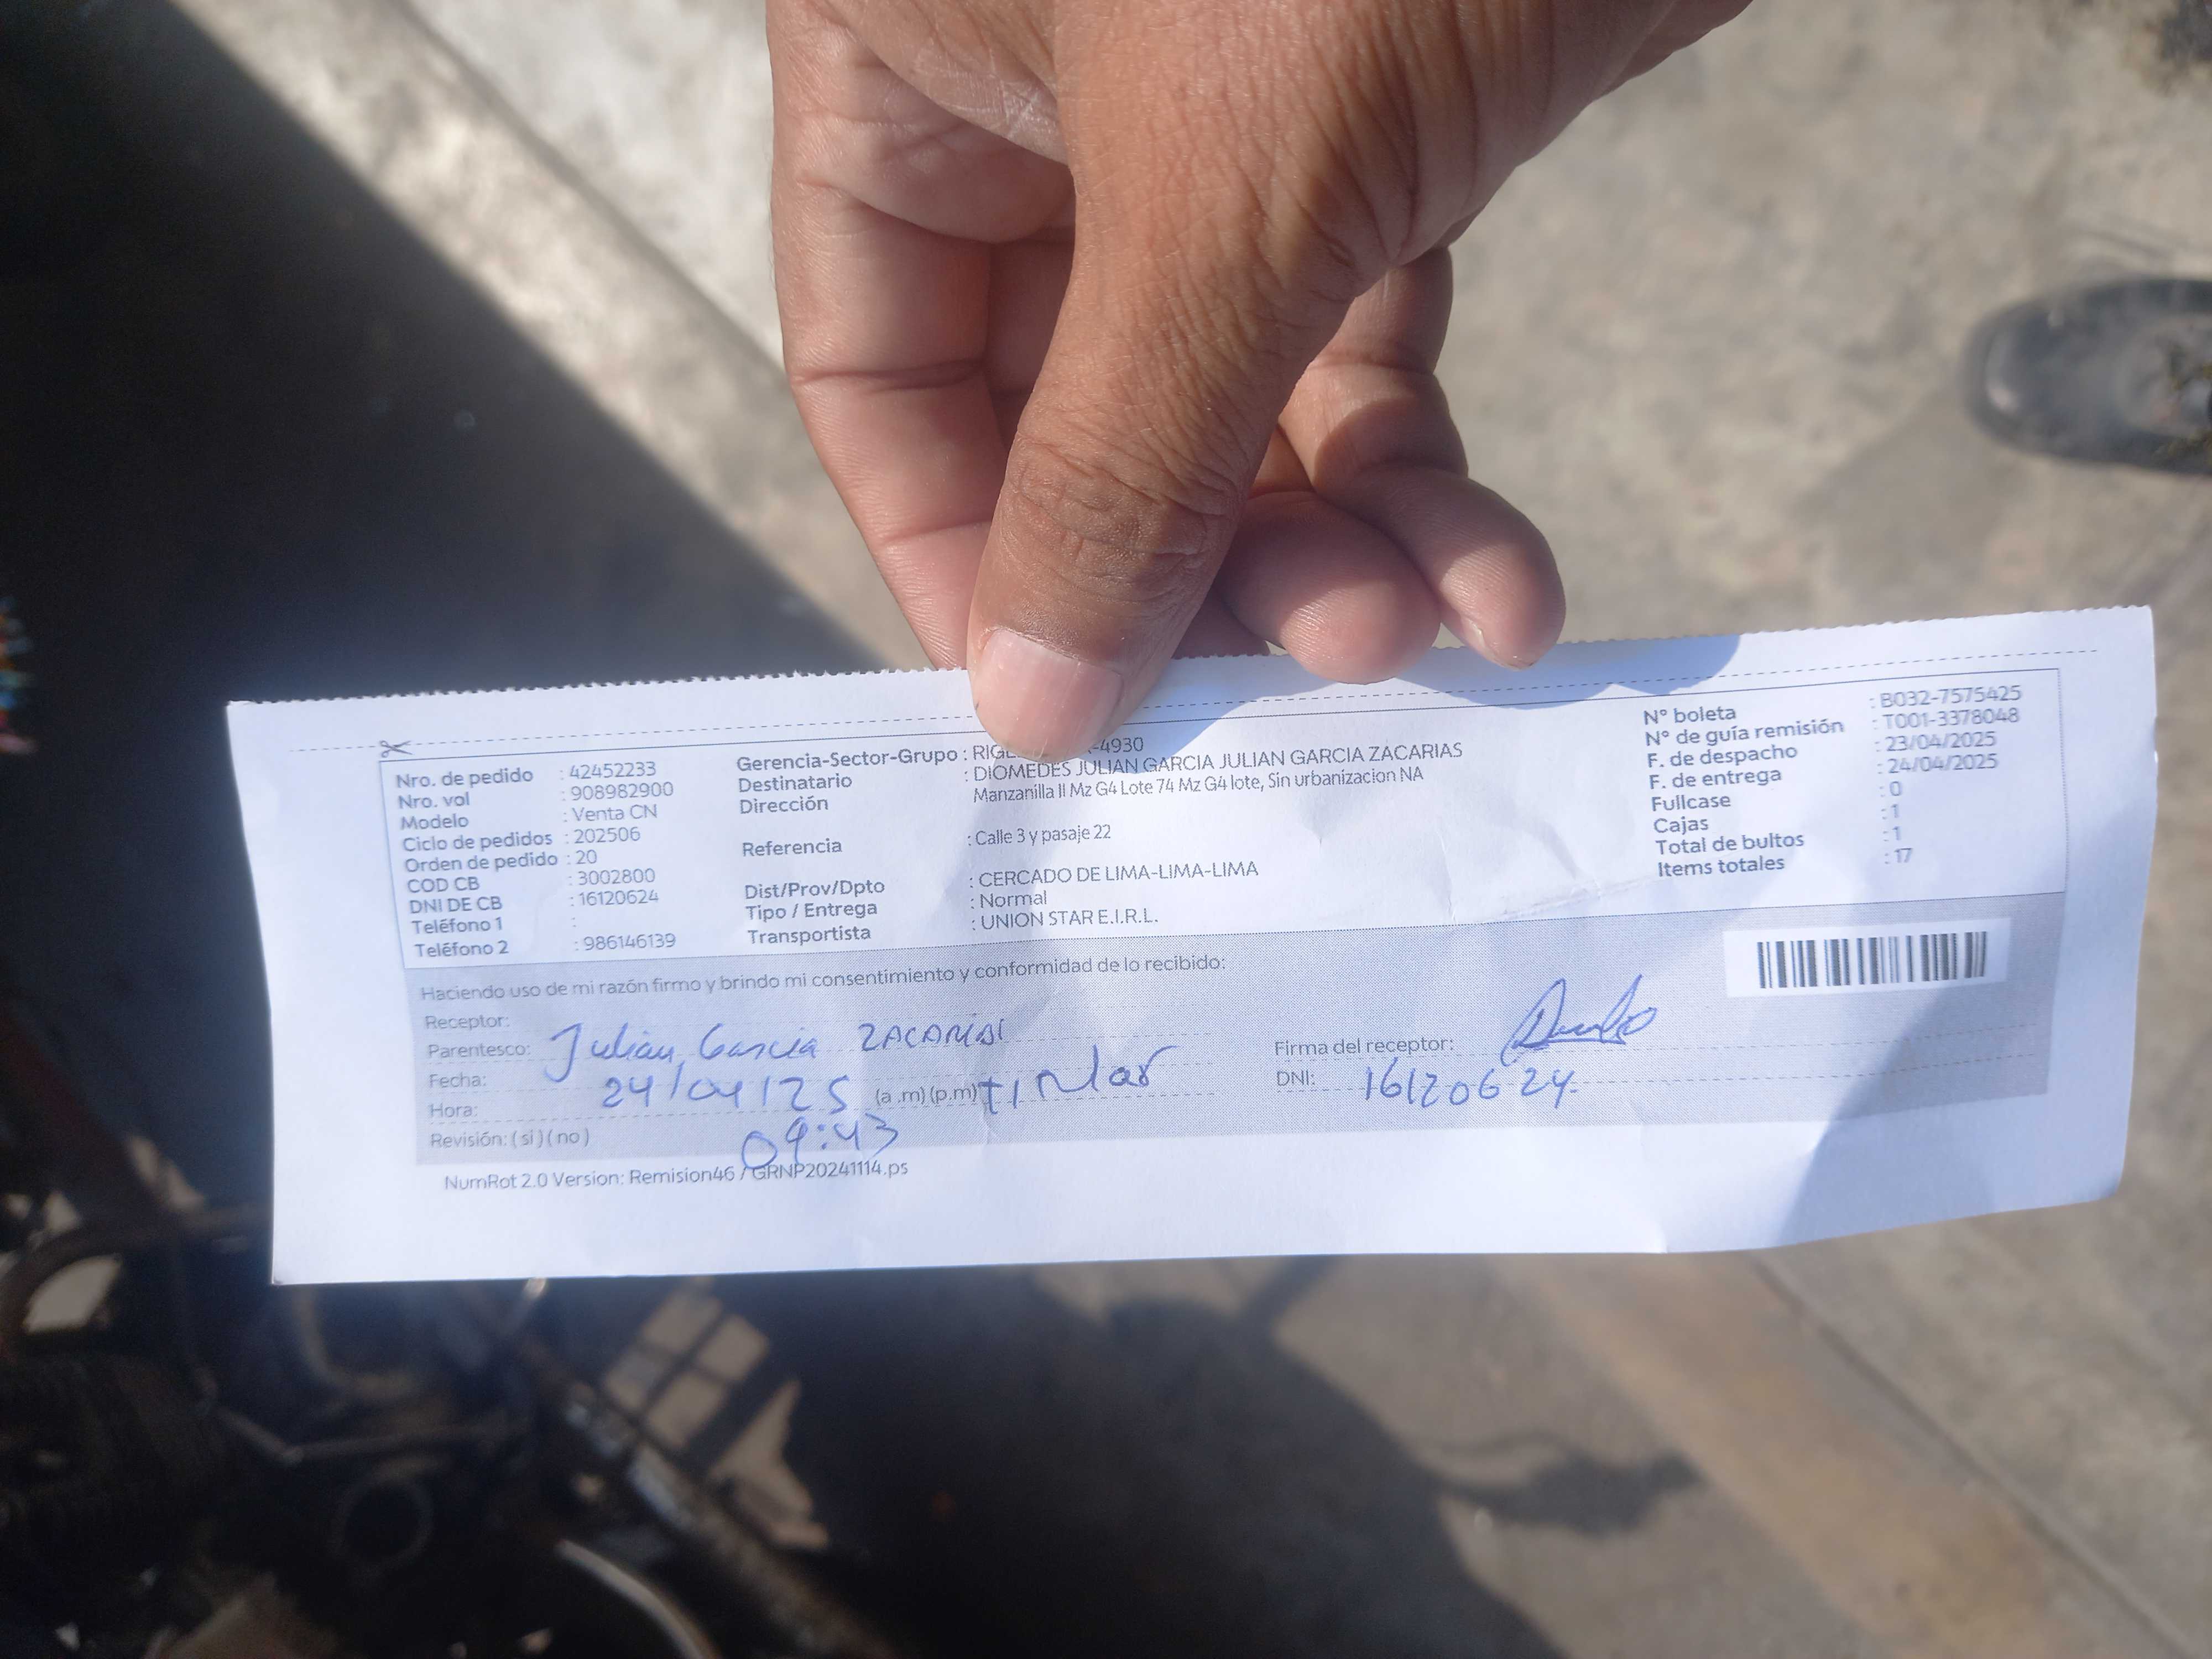 Nro. de pedido : 42452233
Nro. vol : 908982900
Modelo : Venta CN
Ciclo de pedidos : 202506
Orden de pedido : 20
COD CB : 3002800
DNI DE CB : 16120624
Teléfono 1 :
Teléfono 2 : 986146139
Gerencia-Sector-Grupo : -4930
Destinatario : DIOMEDES JULIAN GARCIA JULIAN GARCIA ZACARIAS
Dirección Manzanilla II Mz G4 Lote 74 Mz G4 lote, Sin urbanizacion NA
Referencia : Calle 3 y pasaje 22
Dist/Prov/Dpto : CERCADO DE LIMA-LIMA-LIMA
Tipo / Entrega : Normal
Transportista : UNION STAR E.I.R.L.
N° boleta : B032-7575425
N° de guía remisión : T001-3378048
F. de despacho : 23/04/2025
F. de entrega : 24/04/2025
Fullcase : 0
Cajas : 1
Total de bultos : 1
Items totales : 17
Haciendo uso de mi razón firmo y brindo mi consentimiento y conformidad de lo recibido:
Receptor:
Parentesco: Julian Garcia ZACARIAS
Fecha: 24/04/25
Hora: (a .m) (p.m)
09:43
Revisión: ( si ) ( no )
Firma del receptor:
DNI: 16120624
NumRot 2.0 Version: Remision46 / GRNP20241114.ps